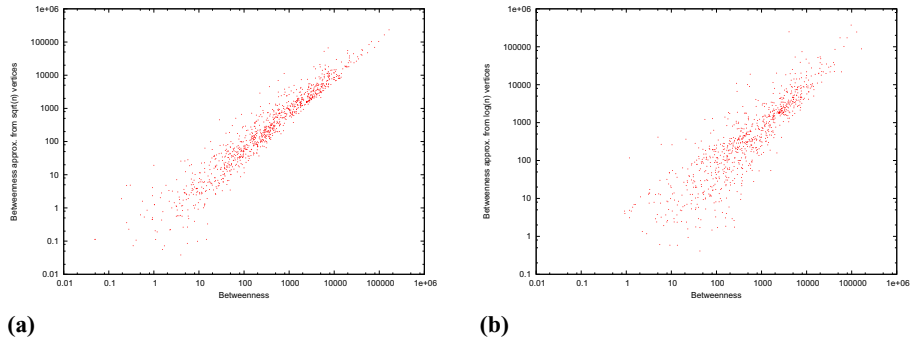 Betweenness approx. from sqrt(n) vertices
1e+06
100000
10000
1000
100
10
1
0.1
0.01
0.01 0.1 1 10 100 1000 10000 100000 1e+06
Betweenness
(a)
Betweenness approx. from log(n) vertices
1e+06
100000
10000
1000
100
10
1
0.1
0.01 0.1 1 10 100 1000 10000 100000 1e+06
Betweenness
(b)